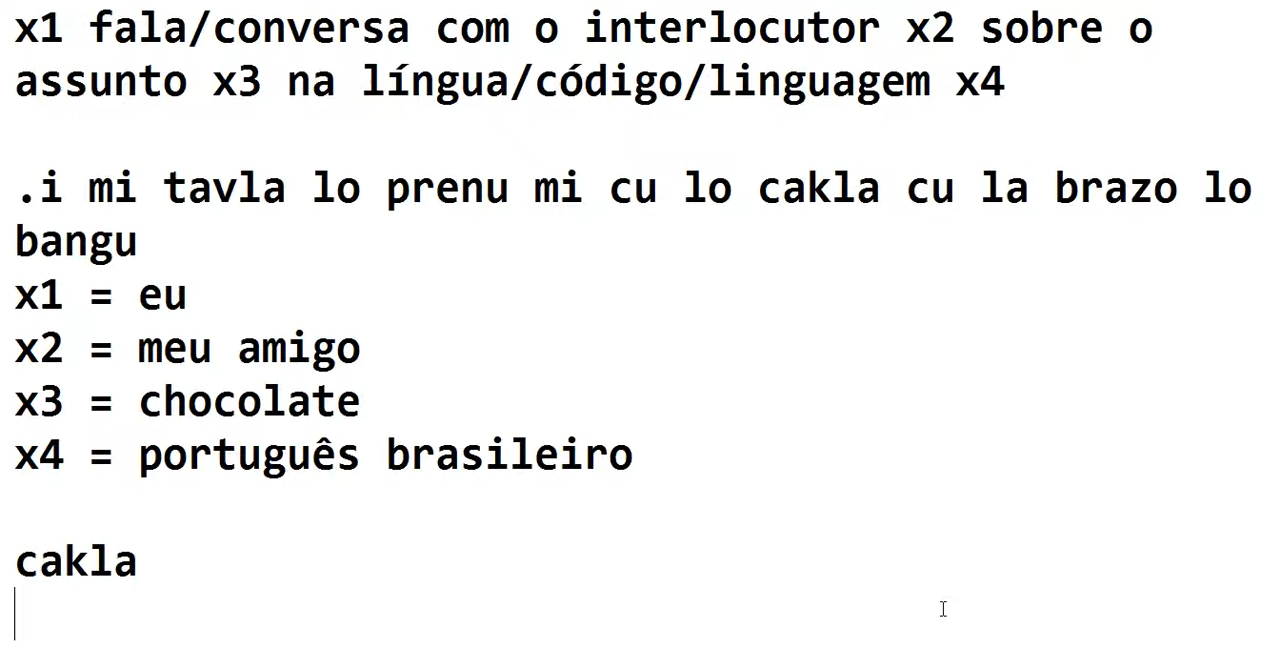 x1 fala/conversa com o interlocutor x2 sobre o
assunto x3 na língua/código/linguagem x4
.i mi tavla lo prenu mi cu lo cakla cu la brazo lo
bangu
x1 = eu
x2 = meu amigo
x3 = chocolate
x4 = português brasileiro
cakla